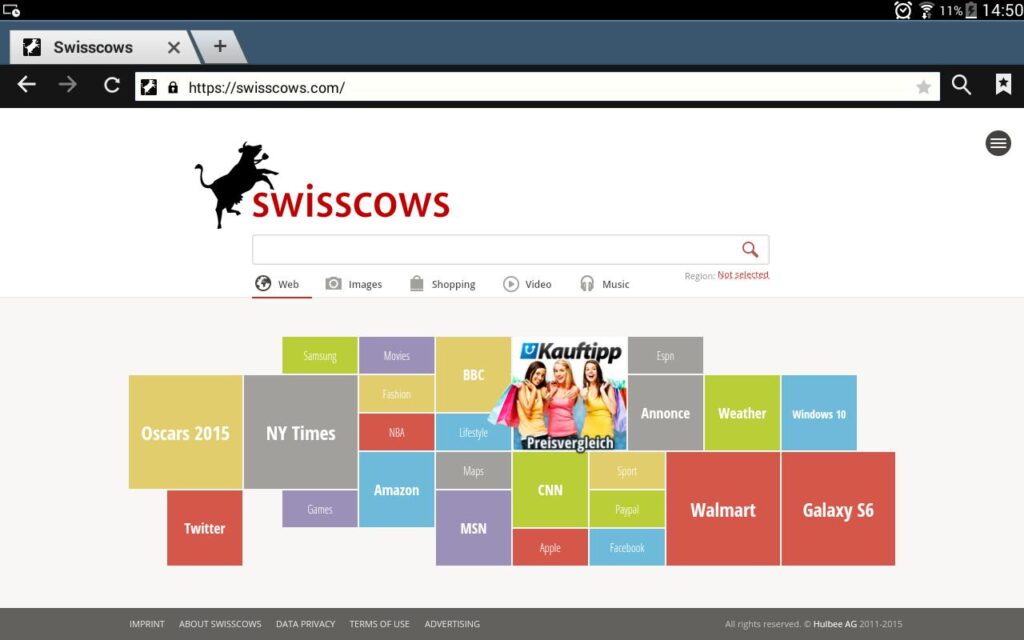 11% 14:50
Swisscows
https://swisscows.com/
swisscows
Web Images Shopping Video Music
Region: Not selected
Samsung Movies BBC Kauftipp Espn
Oscars 2015 NY Times Fashion Annonce Weather Windows 10
NBA Lifestyle Preisvergleich
Twitter Games Amazon Maps CNN Sport Walmart Galaxy S6
MSN Paypal
Apple Facebook
IMPRINT ABOUT SWISSCOWS DATA PRIVACY TERMS OF USE ADVERTISING All rights reserved. © Hulbee AG 2011-2015